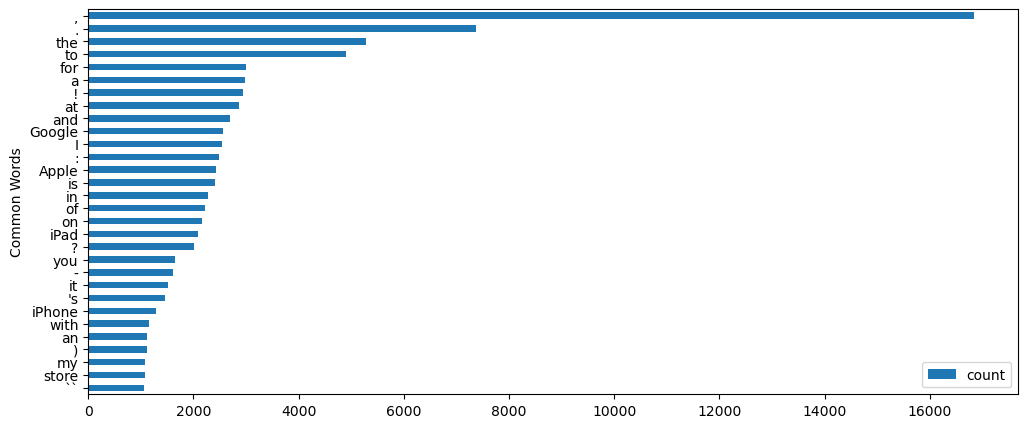 Common Words
,
.
the
to
for
a
!
at
and
Google
I
:
Apple
is
in
of
on
iPad
?
you
-
it
's
iPhone
with
an
)
my
store
``
0 2000 4000 6000 8000 10000 12000 14000 16000
count